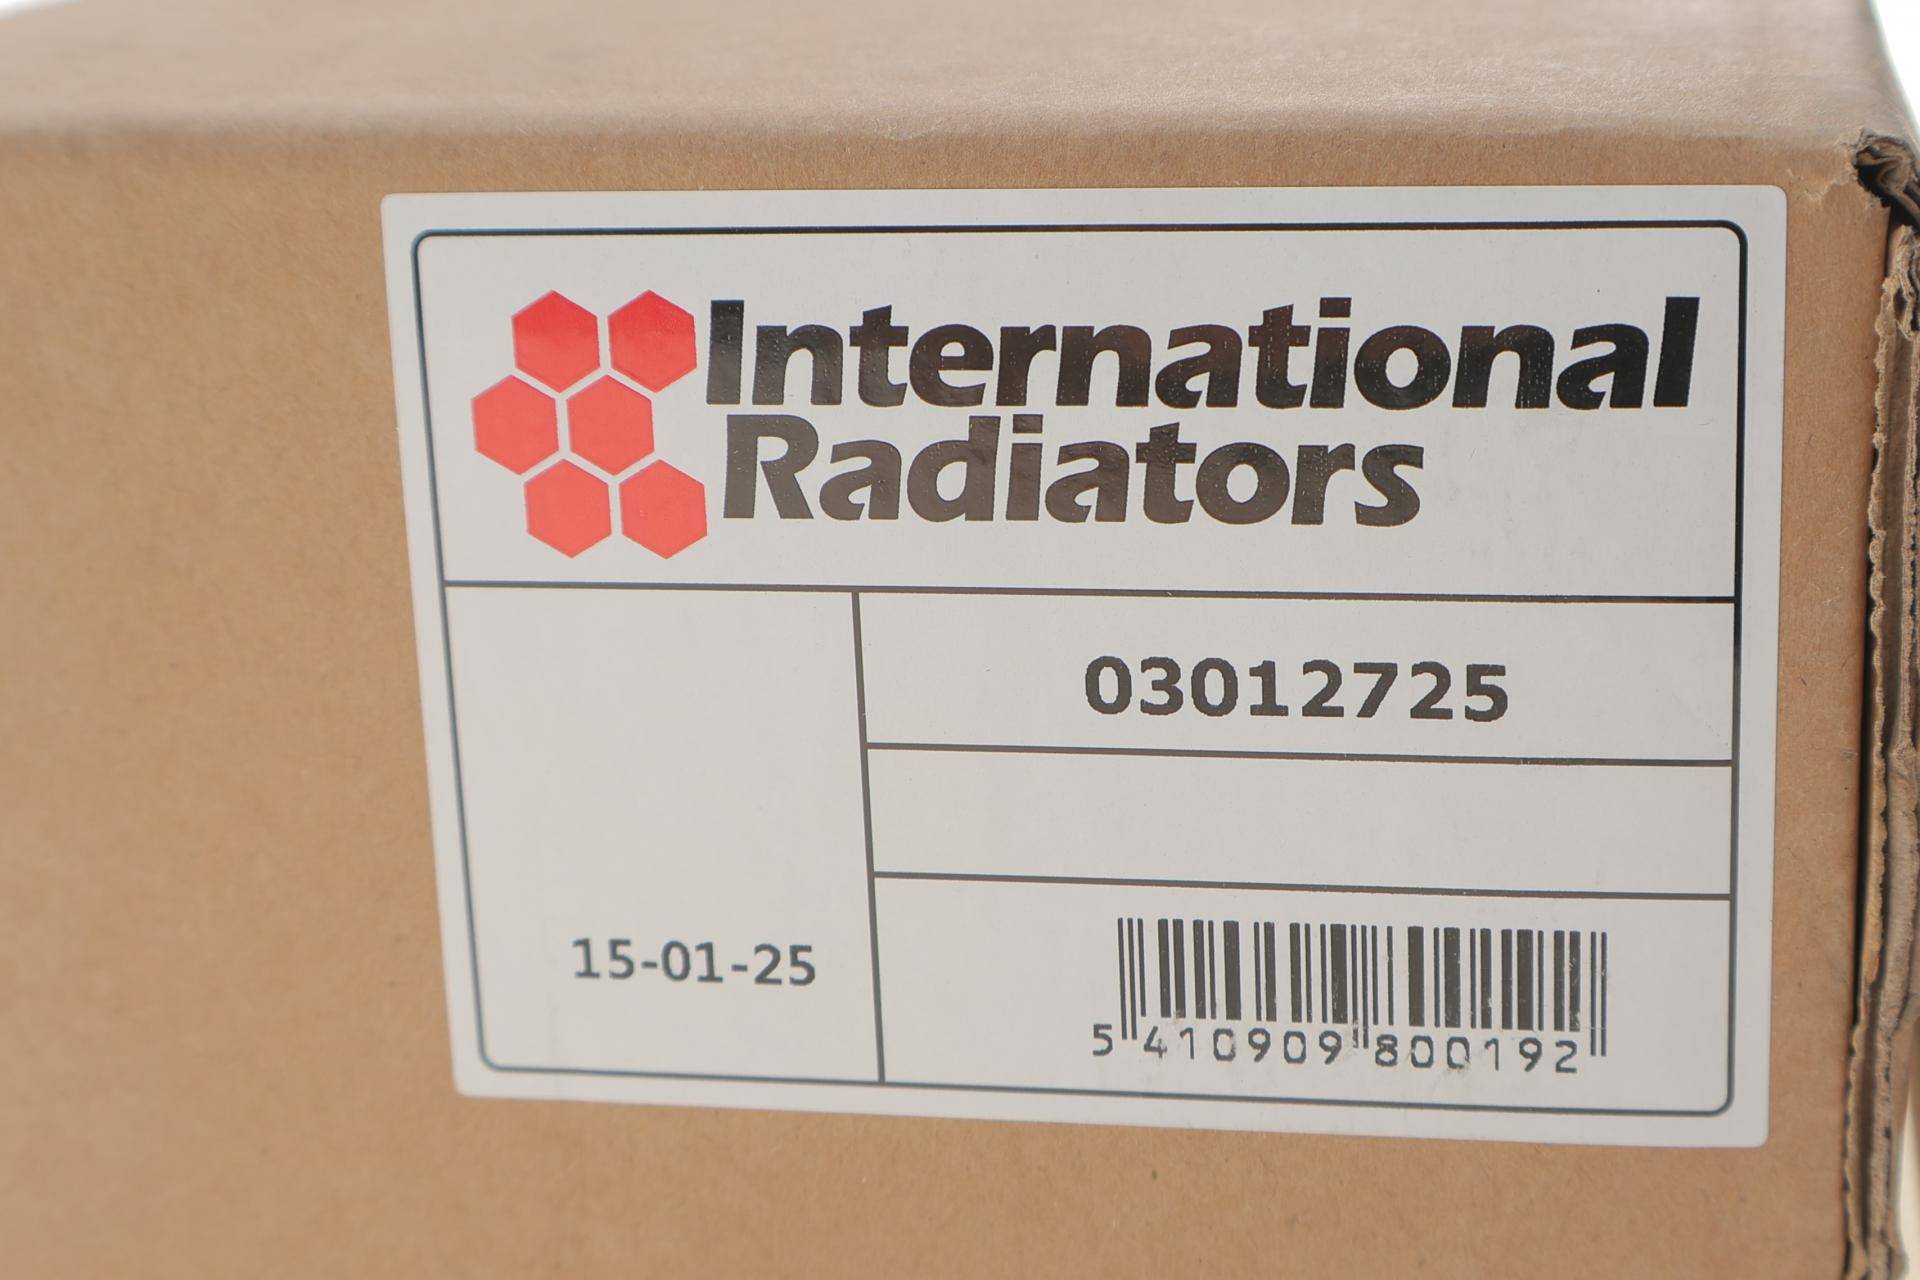 International
Radiators
03012725
15-01-25
5 410909 800192